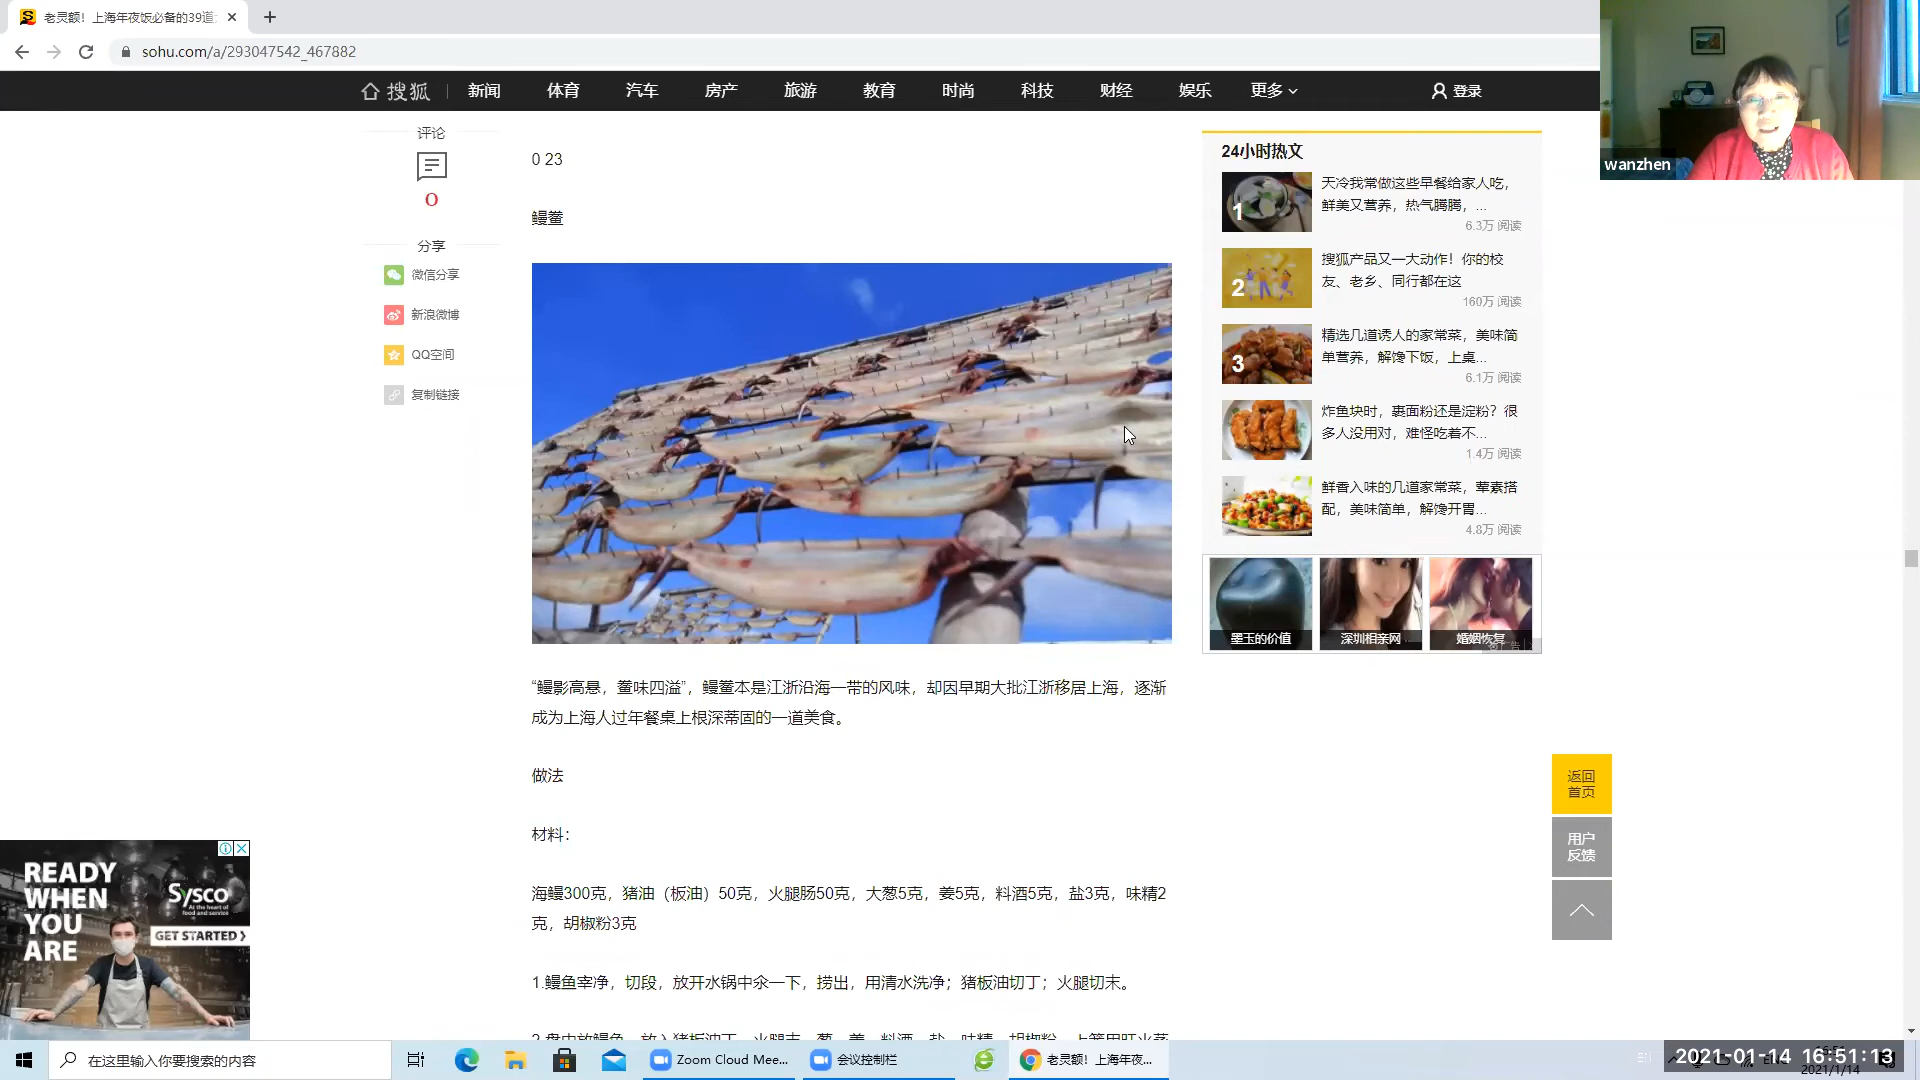 老灵额！上海年夜饭必备的39道
sohu.com/a/293047542_467882
搜狐
新闻
体育
汽车
房产
旅游
教育
时尚
科技
财经
娱乐
更多
登录
wanzhen
评论
0
分享
微信分享
新浪微博
QQ空间
复制链接
0 23
鳗鲞
“鳗影高悬，鲞味四溢”，鳗鲞本是江浙沿海一带的风味，却因早期大批江浙移居上海，逐渐
成为上海人过年餐桌上根深蒂固的一道美食。
做法
材料：
海鳗300克，猪油（板油）50克，火腿肠50克，大葱5克，姜5克，料酒5克，盐3克，味精2
克，胡椒粉3克
1.鳗鱼宰净，切段，放开水锅中汆一下，捞出，用清水洗净；猪板油切丁；火腿切末。
24小时热文
1
天冷我常做这些早餐给家人吃，
鲜美又营养，热气腾腾，...
6.3万 阅读
2
搜狐产品又一大动作！你的校
友、老乡、同行都在这
160万 阅读
3
精选几道诱人的家常菜，美味简
单营养，解馋下饭，上桌...
6.1万 阅读
炸鱼块时，裹面粉还是淀粉？很
多人没用对，难怪吃着不...
1.4万 阅读
鲜香入味的几道家常菜，荤素搭
配，美味简单，解馋开胃...
4.8万 阅读
墨玉的价值
深圳相亲网
婚姻恢复
返回
首页
用户
反馈
READY
WHEN
YOU
ARE
Sysco
At the heart of
food and service
GET STARTED
在这里输入你要搜索的内容
Zoom Cloud Mee...
会议控制栏
老灵额！上海年夜...
2021-01-14 16:51:13
2021/1/14